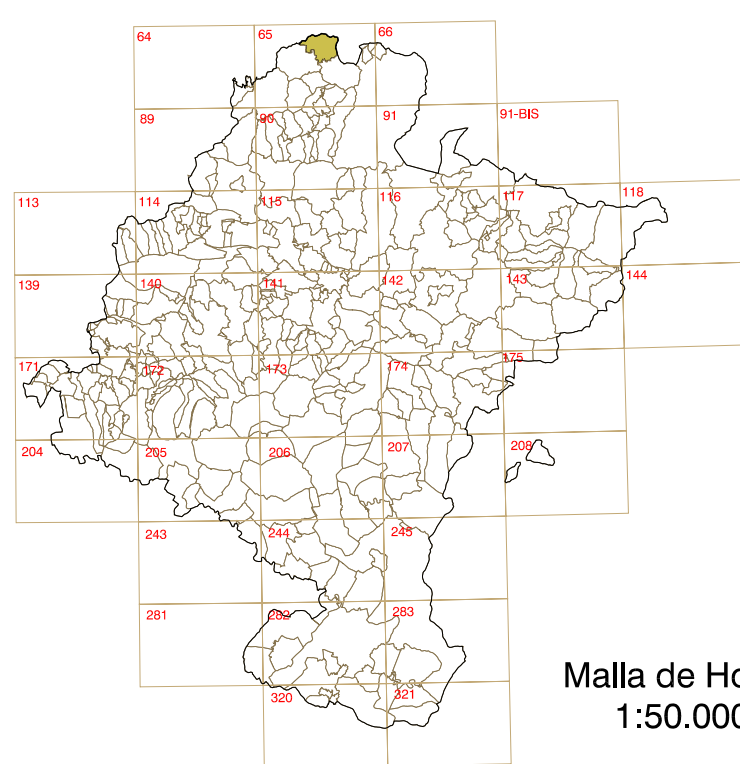 64 65 66
89 90 91 91-BIS
113 114 115 116 117 118
139 140 141 142 143 144
171 172 173 174 175
204 205 206 207 208
243 244 245
281 282 283
320 321
Malla de Ho
1:50.000